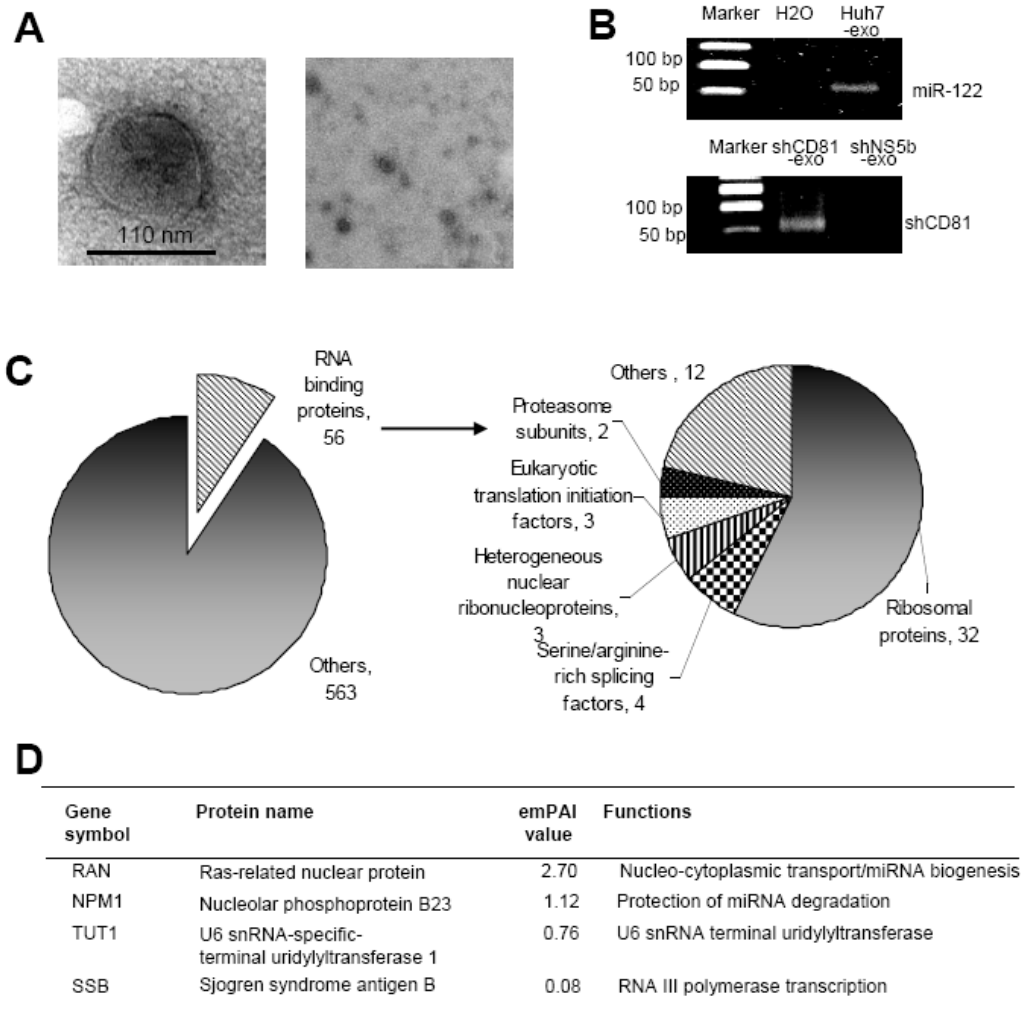 A
110 nm
B
Marker H2O Huh7
-exo
100 bp
50 bp
miR-122
Marker shCD81 shNS5b
-exo -exo
100 bp
50 bp
shCD81
C
RNA
binding
proteins,
56
Others,
563
Others , 12
Proteasome
subunits, 2
Eukaryotic
translation initiation
factors, 3
Heterogeneous
nuclear
ribonucleoproteins,
3
Serine/arginine-
rich splicing
factors, 4
Ribosomal
proteins, 32
D
Gene symbol Protein name emPAI value Functions
RAN Ras-related nuclear protein 2.70 Nucleo-cytoplasmic transport/miRNA biogenesis
NPM1 Nucleolar phosphoprotein B23 1.12 Protection of miRNA degradation
TUT1 U6 snRNA-specific- 0.76 U6 snRNA terminal uridylyltransferase
terminal uridylyltransferase 1
SSB Sjogren syndrome antigen B 0.08 RNA III polymerase transcription